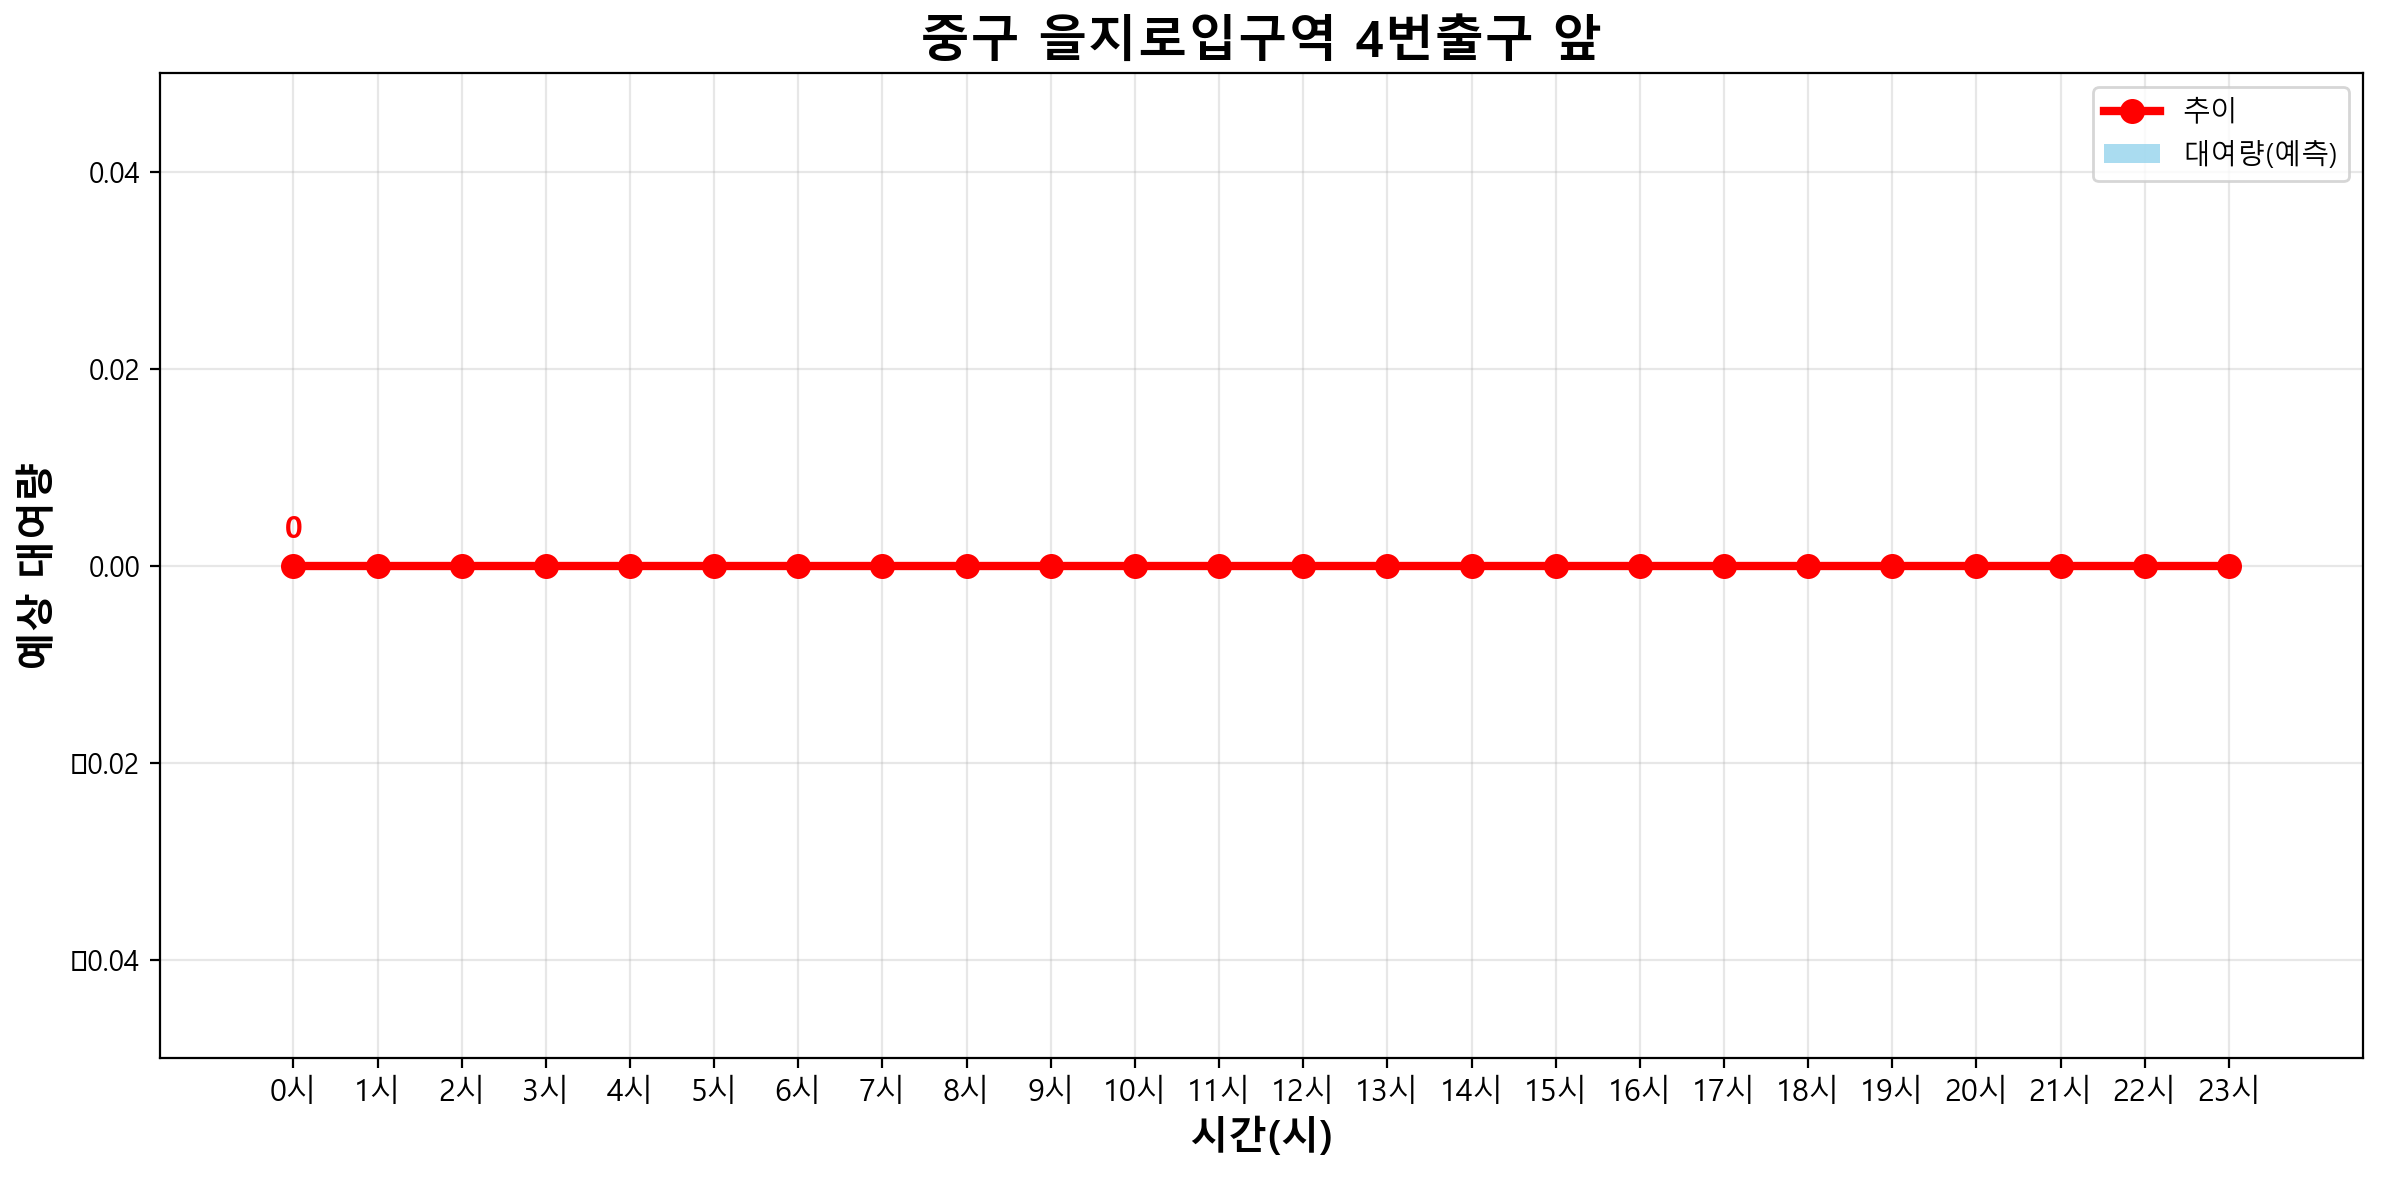 중구 을지로입구역 4번출구 앞
추이
대여량(예측)
예상 대여량
0.04
0.02
0.00
▯0.02
▯0.04
0
0시 1시 2시 3시 4시 5시 6시 7시 8시 9시 10시 11시 12시 13시 14시 15시 16시 17시 18시 19시 20시 21시 22시 23시
시간(시)